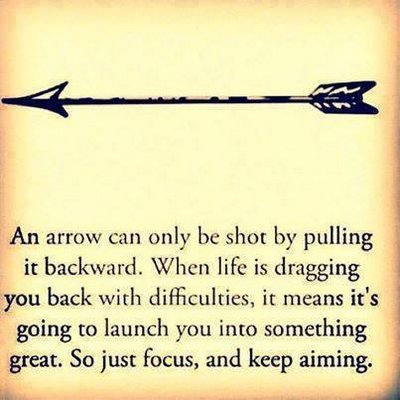 An arrow can only be shot by pulling
it backward. When life is dragging
you back with difficulties, it means it's
going to launch you into something
great. So just focus, and keep aiming.